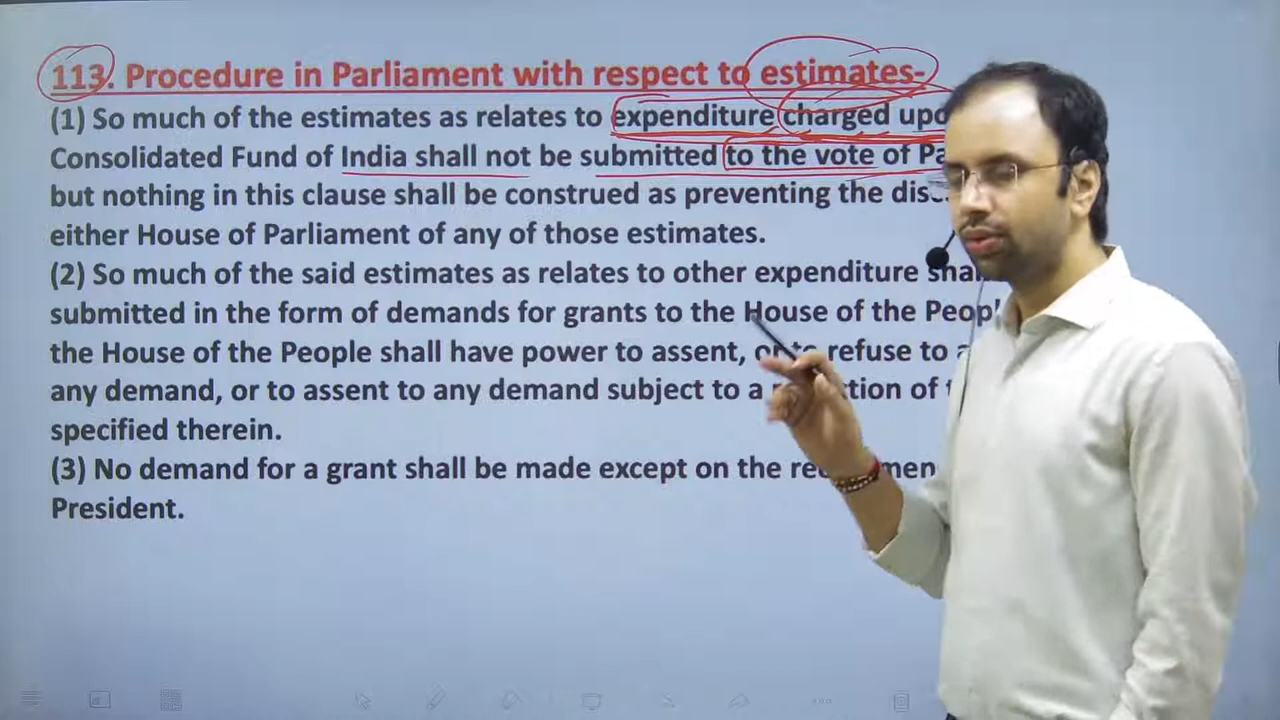 113. Procedure in Parliament with respect to estimates-
(1) So much of the estimates as relates to expenditure charged upo
Consolidated Fund of India shall not be submitted to the vote of Pa
but nothing in this clause shall be construed as preventing the disc
either House of Parliament of any of those estimates.
(2) So much of the said estimates as relates to other expenditure sha
submitted in the form of demands for grants to the House of the Peopl
the House of the People shall have power to assent, or to refuse to a
any demand, or to assent to any demand subject to a ction of
specified therein.
(3) No demand for a grant shall be made except on the re men
President.